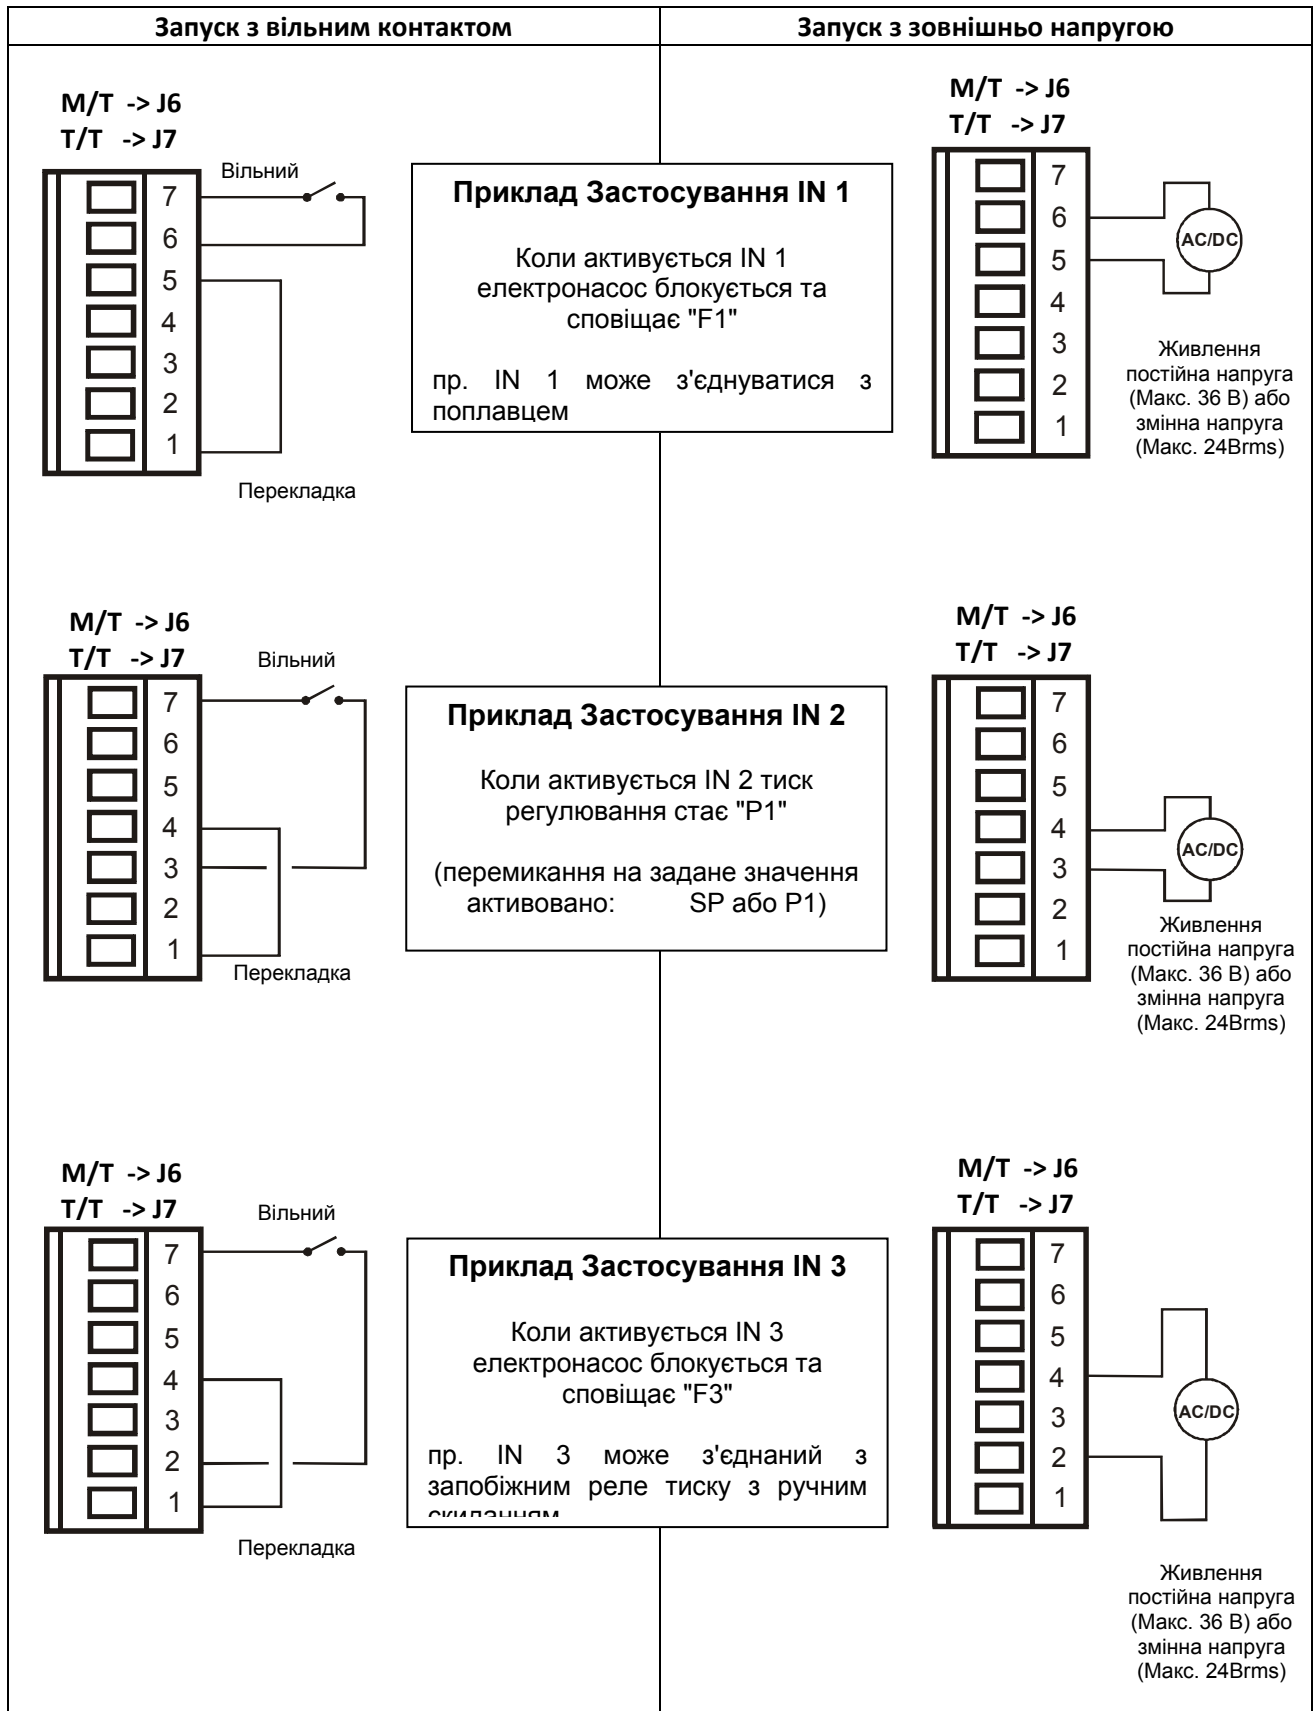 Запуск з вільним контактом
Запуск з зовнішньо напругою
M/T -> J6
T/T -> J7
Вільний
7
6
5
4
3
2
1
Перекладка
Приклад Застосування IN 1
Коли активується IN 1
електронасос блокується та
сповіщає "F1"
пр. IN 1 може з'єднуватися з
поплавцем
M/T -> J6
T/T -> J7
7
6
5
4
3
2
1
AC/DC
Живлення
постійна напруга
(Макс. 36 В) або
змінна напруга
(Макс. 24Вrms)
M/T -> J6
T/T -> J7
Вільний
7
6
5
4
3
2
1
Перекладка
Приклад Застосування IN 2
Коли активується IN 2 тиск
регулювання стає "P1"
(перемикання на задане значення
активовано: SP або P1)
M/T -> J6
T/T -> J7
7
6
5
4
3
2
1
AC/DC
Живлення
постійна напруга
(Макс. 36 В) або
змінна напруга
(Макс. 24Вrms)
M/T -> J6
T/T -> J7
Вільний
7
6
5
4
3
2
1
Перекладка
Приклад Застосування IN 3
Коли активується IN 3
електронасос блокується та
сповіщає "F3"
пр. IN 3 може з'єднаний з
запобіжним реле тиску з ручним
скиданням
M/T -> J6
T/T -> J7
7
6
5
4
3
2
1
AC/DC
Живлення
постійна напруга
(Макс. 36 В) або
змінна напруга
(Макс. 24Вrms)